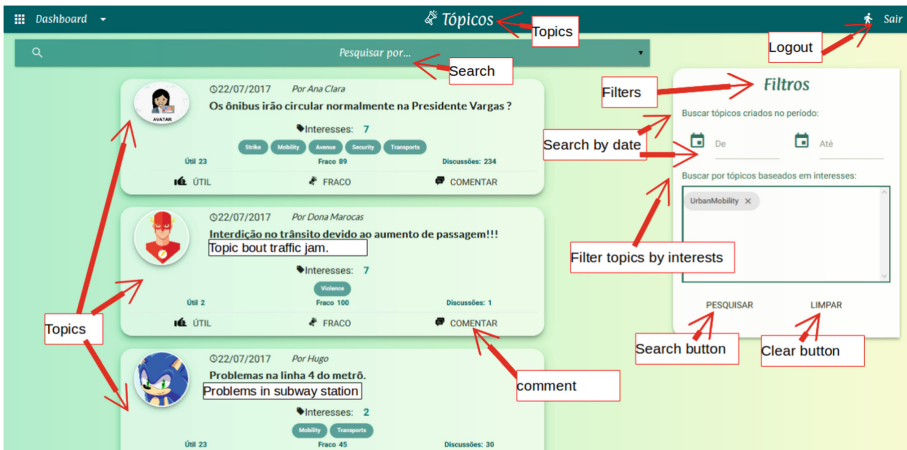 Dashboard
Tópicos
Sair
Topics
Logout
Pesquisar por...
Search
Filters
Filtros
22/07/2017 Por Ana Clara
Os ônibus irão circular normalmente na Presidente Vargas ?
AVATAR
Interesses: 7
Strike Mobility Avenue Security Transports
Útil 23 Fraco 89 Discussões: 234
ÚTIL FRACO COMENTAR
Buscar tópicos criados no período:
Search by date
De Até
Buscar por tópicos baseados em interesses:
UrbanMobility X
Filter topics by interests
22/07/2017 Por Dona Marocas
Interdição no trânsito devido ao aumento de passagem!!!
Topic bout traffic jam.
Interesses: 7
Violence
Útil 2 Fraco 100 Discussões: 1
ÚTIL FRACO COMENTAR
PESQUISAR LIMPAR
Topics
Search button
Clear button
comment
22/07/2017 Por Hugo
Problemas na linha 4 do metrô.
Problems in subway station
Interesses: 2
Mobility Transports
Útil 23 Fraco 45 Discussões: 30